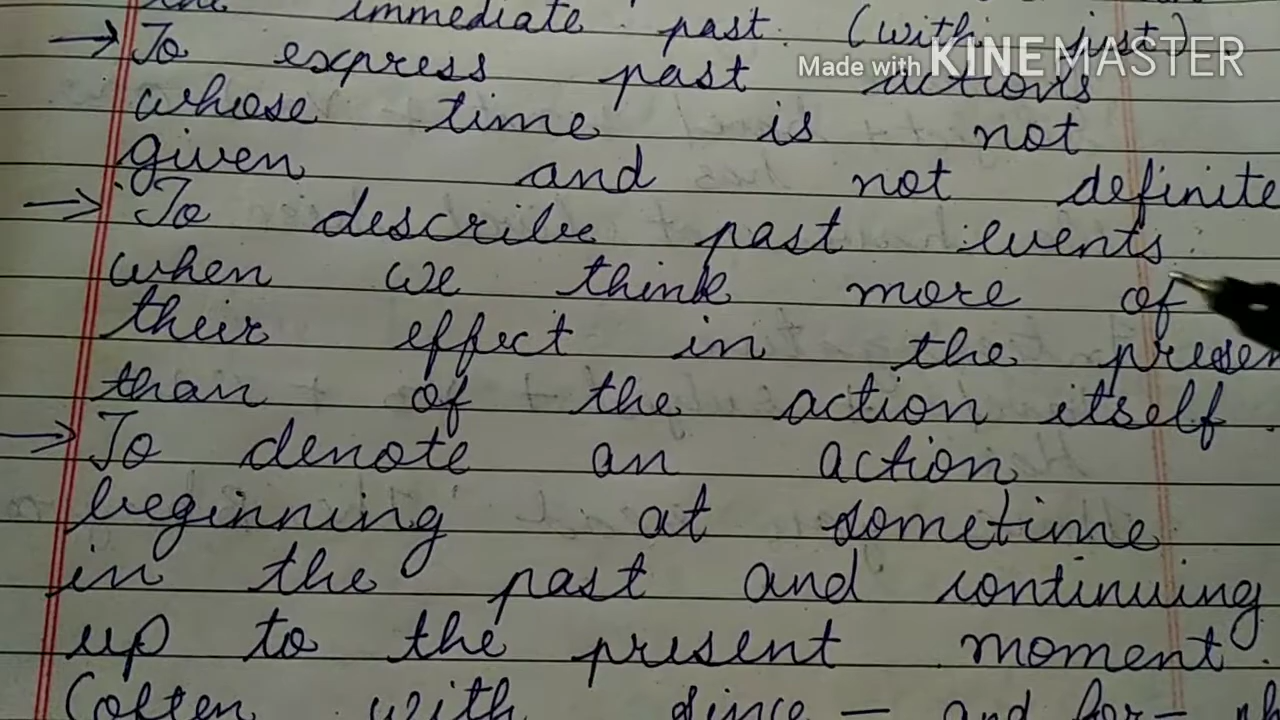 the immediate past. (with just).
Made with KINEMASTER
→ To express past actions
whose time is not
given and not definite
→ To describe past events
when we think more of
their effect in the presen
than of the action itself.
→ To denote an action
beginning at sometime
in the past and continuing
up to the present moment.
(often with since — and for —